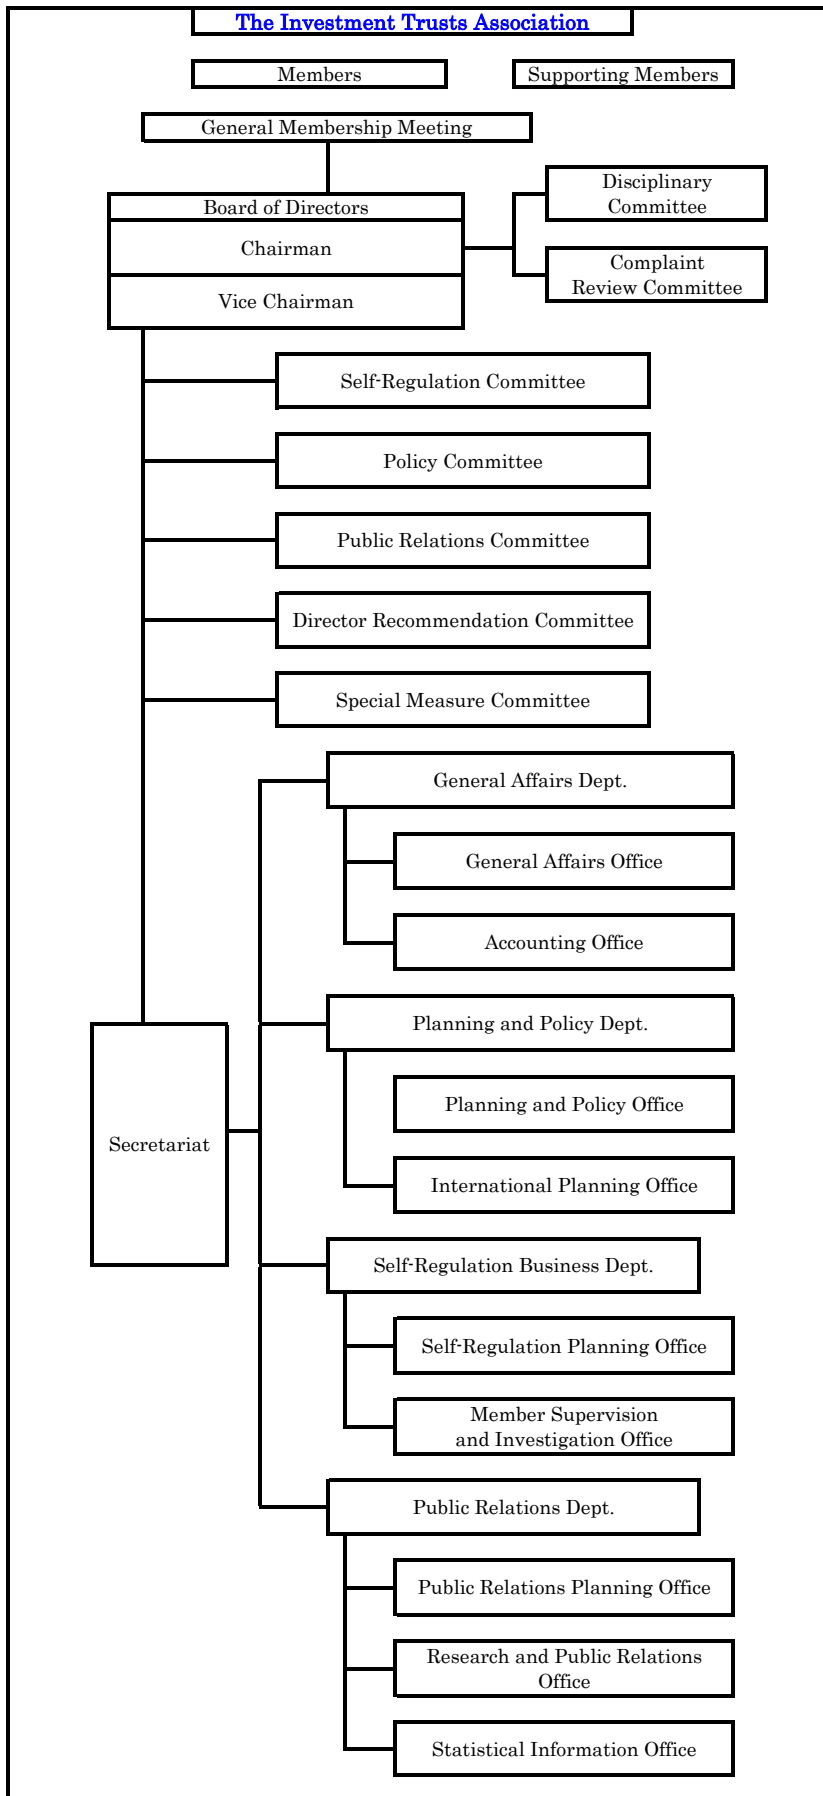 The Investment Trusts Association
Members
Supporting Members
General Membership Meeting
Disciplinary
Committee
Board of Directors
Chairman
Complaint
Review Committee
Vice Chairman
Self-Regulation Committee
Policy Committee
Public Relations Committee
Director Recommendation Committee
Special Measure Committee
General Affairs Dept.
General Affairs Office
Accounting Office
Planning and Policy Dept.
Planning and Policy Office
Secretariat
International Planning Office
Self-Regulation Business Dept.
Self-Regulation Planning Office
Member Supervision
and Investigation Office
Public Relations Dept.
Public Relations Planning Office
Research and Public Relations
Office
Statistical Information Office